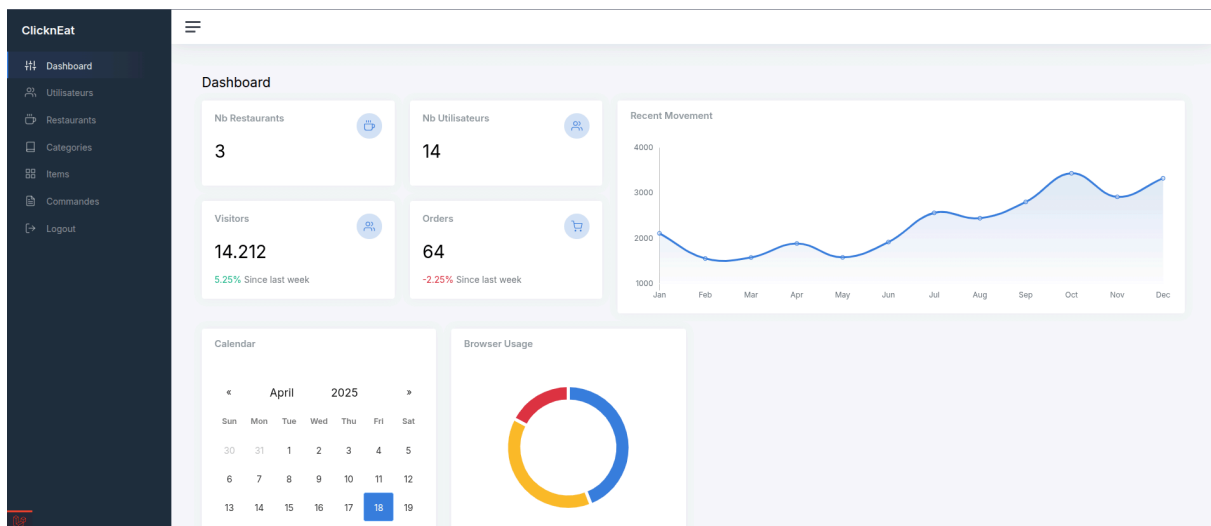 ClicknEat
Dashboard
Utilisateurs
Restaurants
Categories
Items
Commandes
Logout
Dashboard
Nb Restaurants
3
Nb Utilisateurs
14
Visitors
14.212
5.25% Since last week
Orders
64
-2.25% Since last week
Recent Movement
4000
3000
2000
1000
Jan Feb Mar Apr May Jun Jul Aug Sep Oct Nov Dec
Calendar
« April 2025 »
Sun Mon Tue Wed Thu Fri Sat
30 31 1 2 3 4 5
6 7 8 9 10 11 12
13 14 15 16 17 18 19
Browser Usage